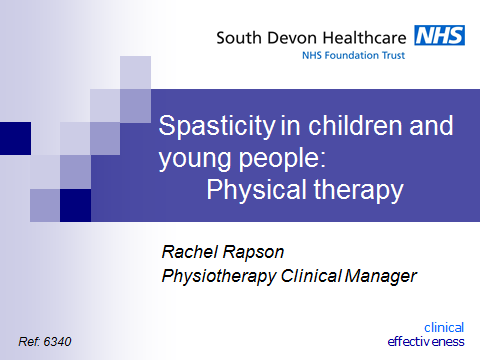 South Devon Healthcare NHS
NHS Foundation Trust
Spasticity in children and
young people:
Physical therapy
Rachel Rapson
Physiotherapy Clinical Manager
clinical
effectiveness
Ref: 6340